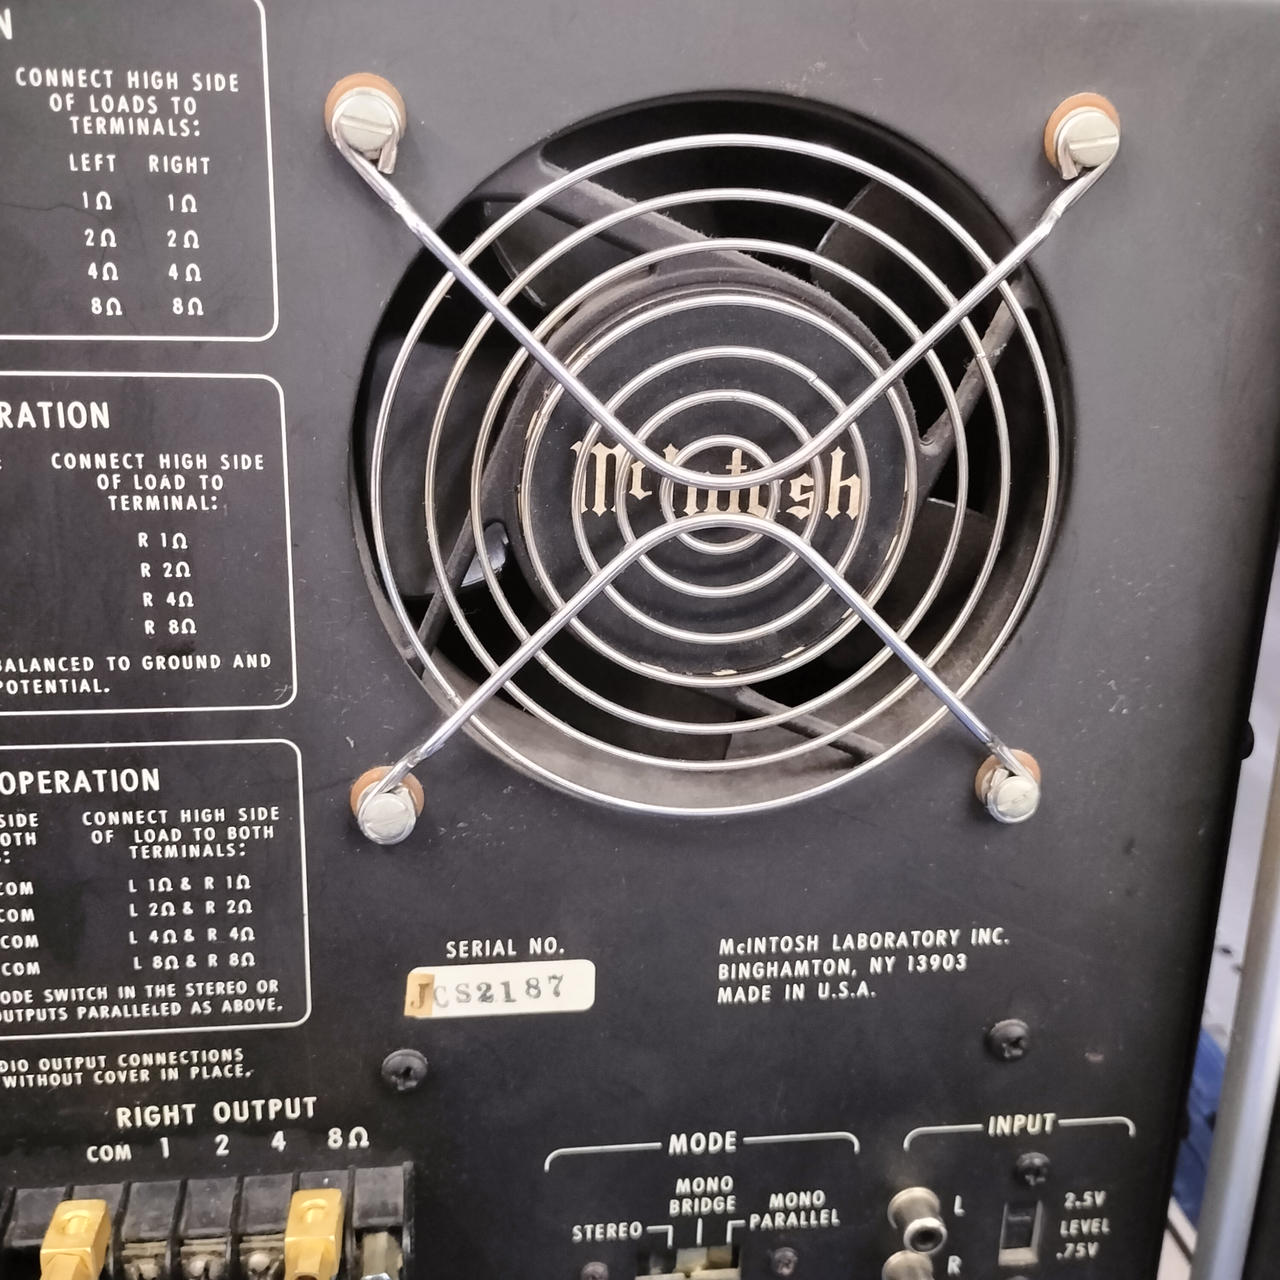 N
CONNECT HIGH SIDE
OF LOADS TO
TERMINALS:
LEFT RIGHT
1Ω 1Ω
2Ω 2Ω
4Ω 4Ω
8Ω 8Ω
RATION
CONNECT HIGH SIDE
OF LOAD TO
TERMINAL:
R 1Ω
R 2Ω
R 4Ω
R 8Ω
BALANCED TO GROUND AND
POTENTIAL.
McIntosh
OPERATION
SIDE
OTH
:
COM
COM
COM
COM
CONNECT HIGH SIDE
OF LOAD TO BOTH
TERMINALS:
L 1Ω & R 1Ω
L 2Ω & R 2Ω
L 4Ω & R 4Ω
L 8Ω & R 8Ω
ODE SWITCH IN THE STEREO OR
OUTPUTS PARALLELED AS ABOVE.
DIO OUTPUT CONNECTIONS
WITHOUT COVER IN PLACE.
SERIAL NO.
JCS2187
McINTOSH LABORATORY INC.
BINGHAMTON, NY 13903
MADE IN U.S.A.
RIGHT OUTPUT
COM 1 2 4 8Ω
MODE
STEREO
MONO
BRIDGE
MONO
PARALLEL
INPUT
L
R
2.5V
LEVEL
.75V